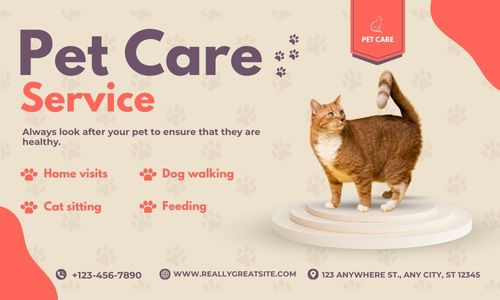 Pet Care
Service
PET CARE
Always look after your pet to ensure that they are
healthy.
Home visits
Dog walking
Cat sitting
Feeding
+123-456-7890
WWW.REALLYGREATSITE.COM
123 ANYWHERE ST., ANY CITY, ST 12345